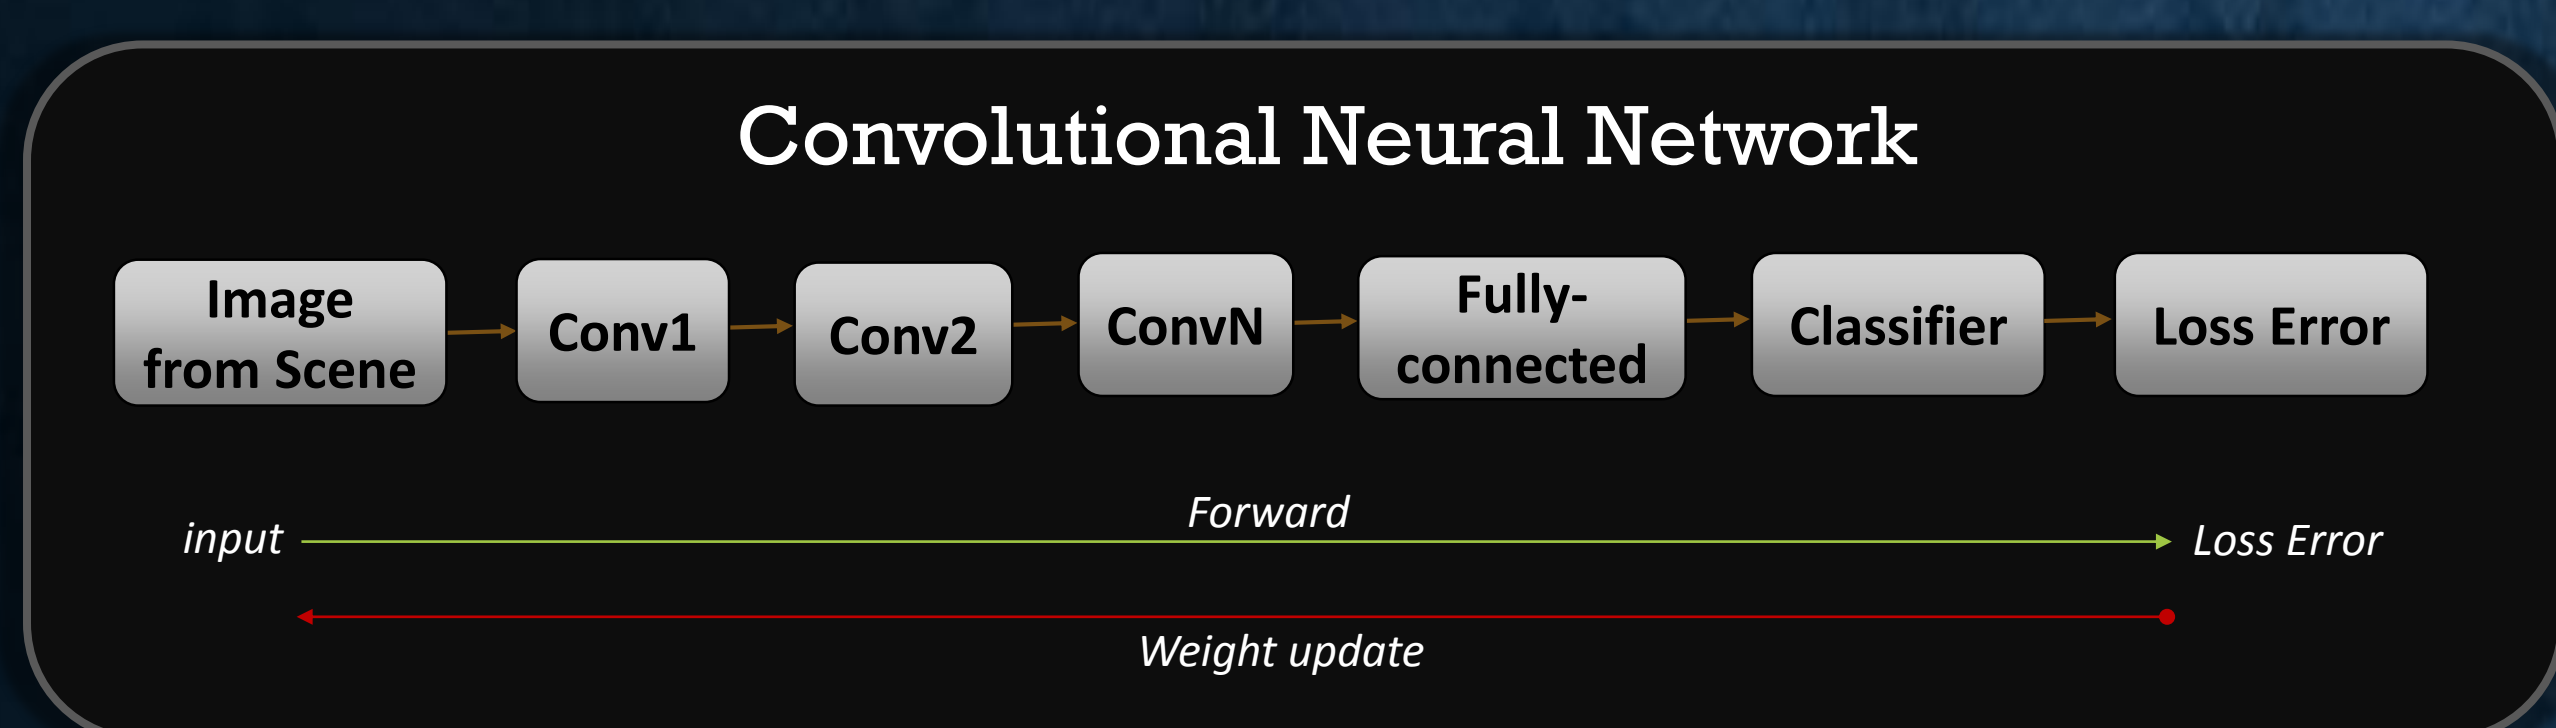 Convolutional Neural Network
Image
from Scene
Conv1
Conv2
ConvN
Fully-
connected
Classifier
Loss Error
Forward
input
Loss Error
Weight update